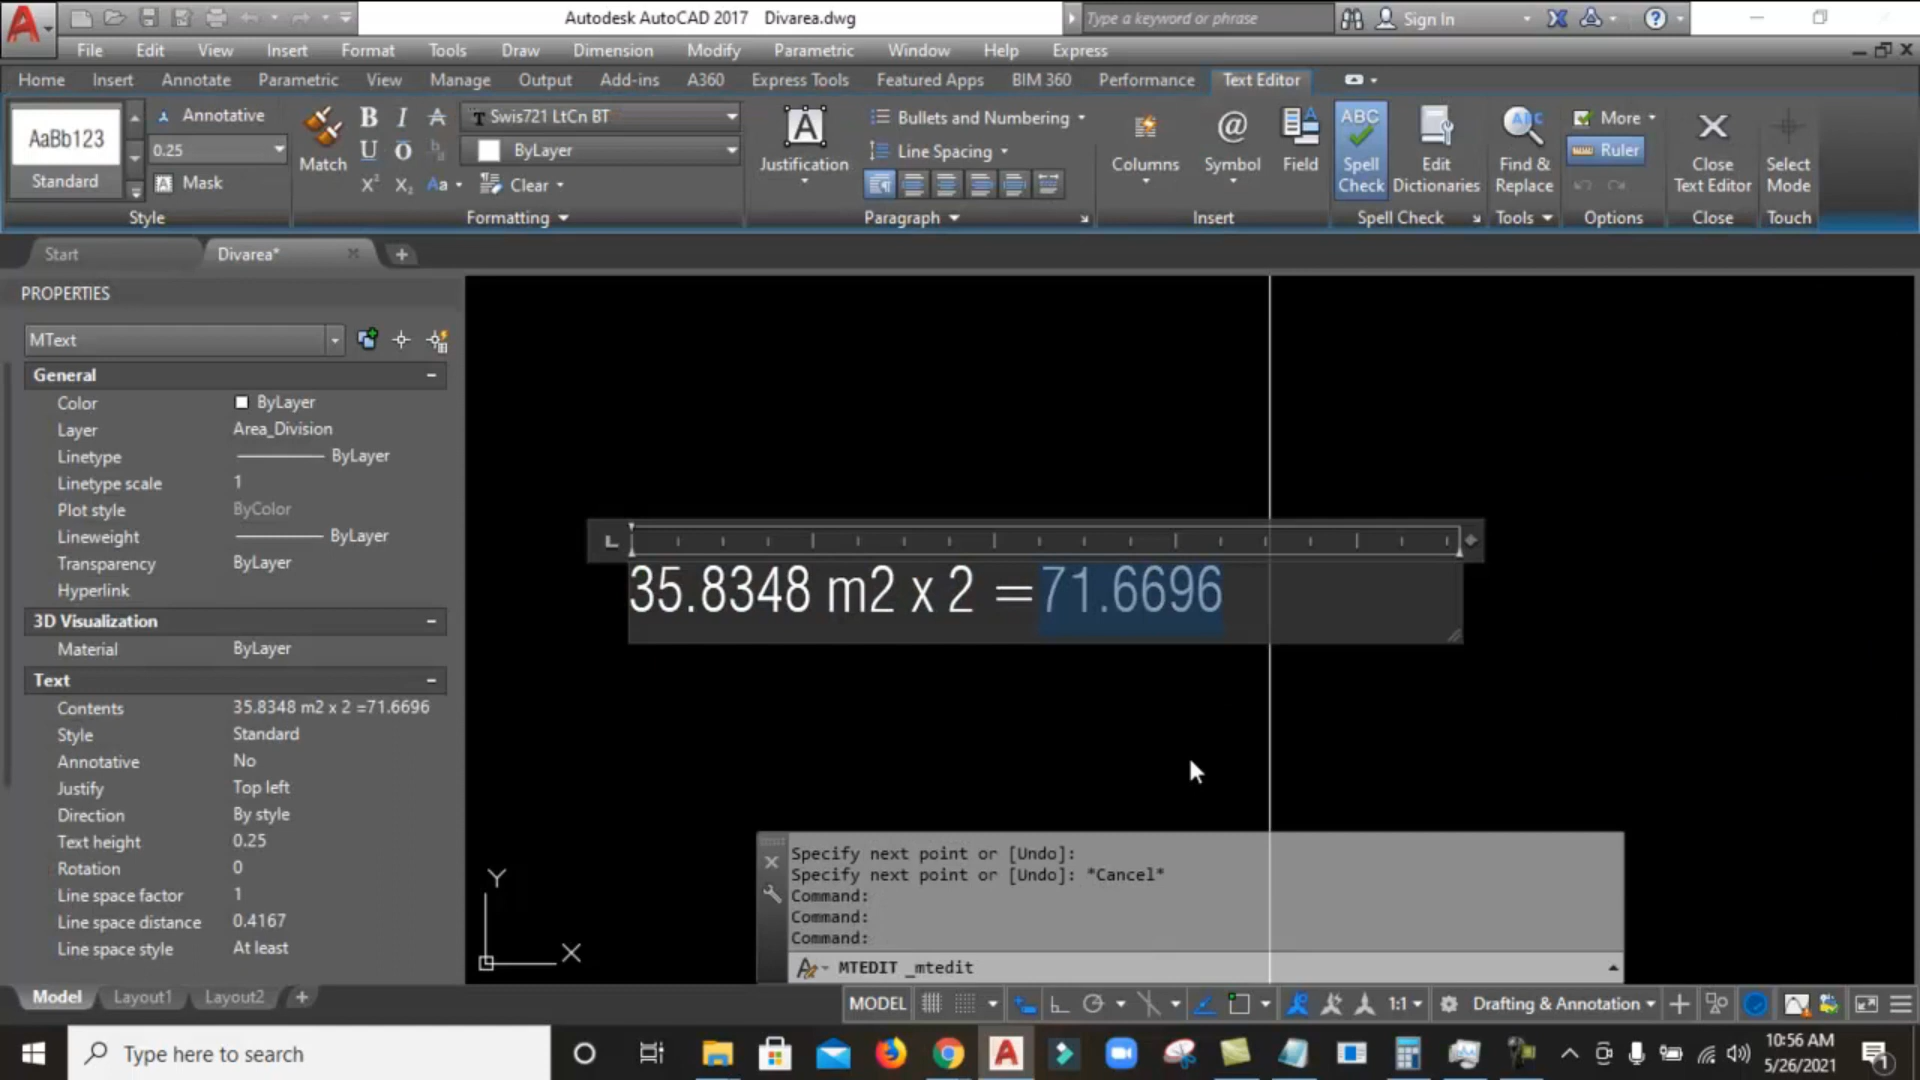 Autodesk AutoCAD 2017 Divarea.dwg
Type a keyword or phrase
Sign In
File Edit View Insert Format Tools Draw Dimension Modify Parametric Window Help Express
Home Insert Annotate Parametric View Manage Output Add-ins A360 Express Tools Featured Apps BIM 360 Performance Text Editor
AaBb123
Standard
Annotative
0.25
Mask
Style
Match
B I A
U O
X² X₂ Aa
Swis721 LtCn BT
ByLayer
Clear
Formatting
A
Justification
Bullets and Numbering
Line Spacing
Paragraph
Columns
@
Symbol
Field
Insert
ABC
Spell Check
Edit Dictionaries
Spell Check
ABC
Find & Replace
Tools
More
Ruler
Options
Close Text Editor
Close
Select Mode
Touch
Start
Divarea*
PROPERTIES
MText
General
Color ByLayer
Layer Area_Division
Linetype ByLayer
Linetype scale 1
Plot style ByColor
Lineweight ByLayer
Transparency ByLayer
Hyperlink
3D Visualization
Material ByLayer
Text
Contents 35.8348 m2 x 2 =71.6696
Style Standard
Annotative No
Justify Top left
Direction By style
Text height 0.25
Rotation 0
Line space factor 1
Line space distance 0.4167
Line space style At least
35.8348 m2 x 2 =71.6696
Y
X
Specify next point or [Undo]:
Specify next point or [Undo]: *Cancel*
Command:
Command:
Command:
MTEDIT _mtedit
Model Layout1 Layout2
MODEL
1:1
Drafting & Annotation
Type here to search
10:56 AM
5/26/2021
1